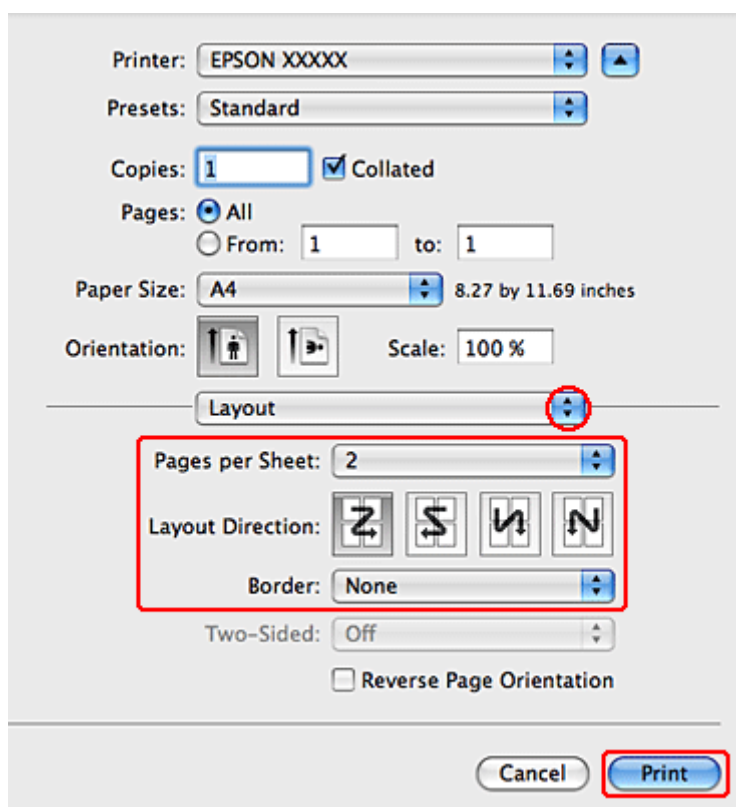 Printer: EPSON XXXXX
Presets: Standard
Copies: 1 Collated
Pages: All
From: 1 to: 1
Paper Size: A4 8.27 by 11.69 inches
Orientation: Scale: 100 %
Layout
Pages per Sheet: 2
Layout Direction:
Border: None
Two-Sided: Off
Reverse Page Orientation
Cancel Print